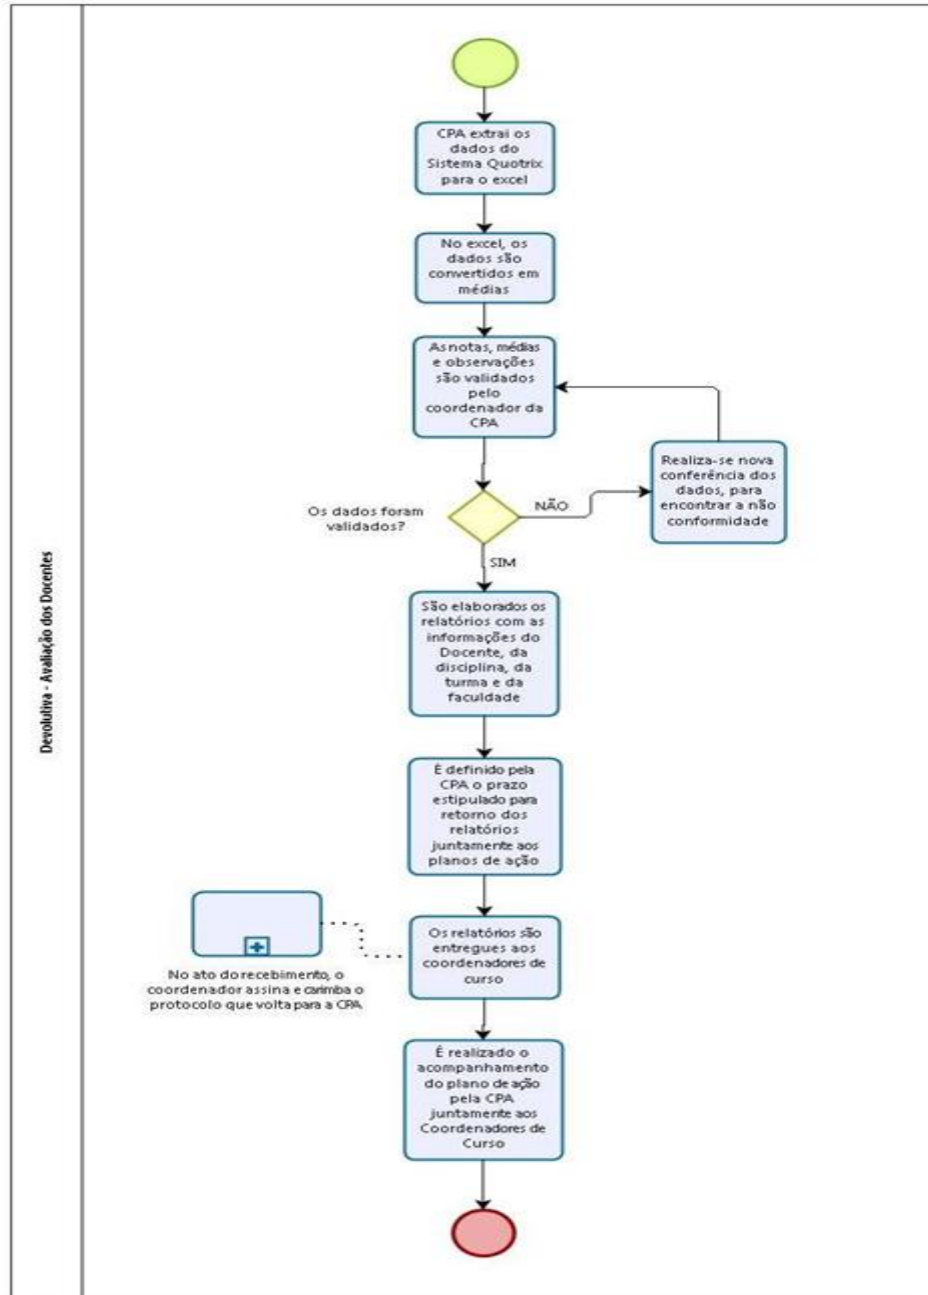 Devolutiva - Avaliação dos Docentes
CPA extrai os
dados do
Sistema Quotrix
para o excel
No excel, os
dados são
convertidos em
médias
As notas, médias
e observações
são validados
pelo
coordenador da
CPA
Realiza-se nova
conferência dos
dados, para
encontrar a não
conformidade
Os dados foram
validados?
NÃO
SIM
São elaborados os
relatórios com as
informações do
Docente, da
disciplina, da
turma e da
faculdade
É definido pela
CPA o prazo
estipulado para
retorno dos
relatórios
juntamente aos
planos de ação
Os relatórios são
entregues aos
coordenadores de
curso
No ato do recebimento, o
coordenador assina e carimba o
protocolo que volta para a CPA
É realizado o
acompanhamento
do plano de ação
pela CPA
juntamente aos
Coordenadores de
Curso